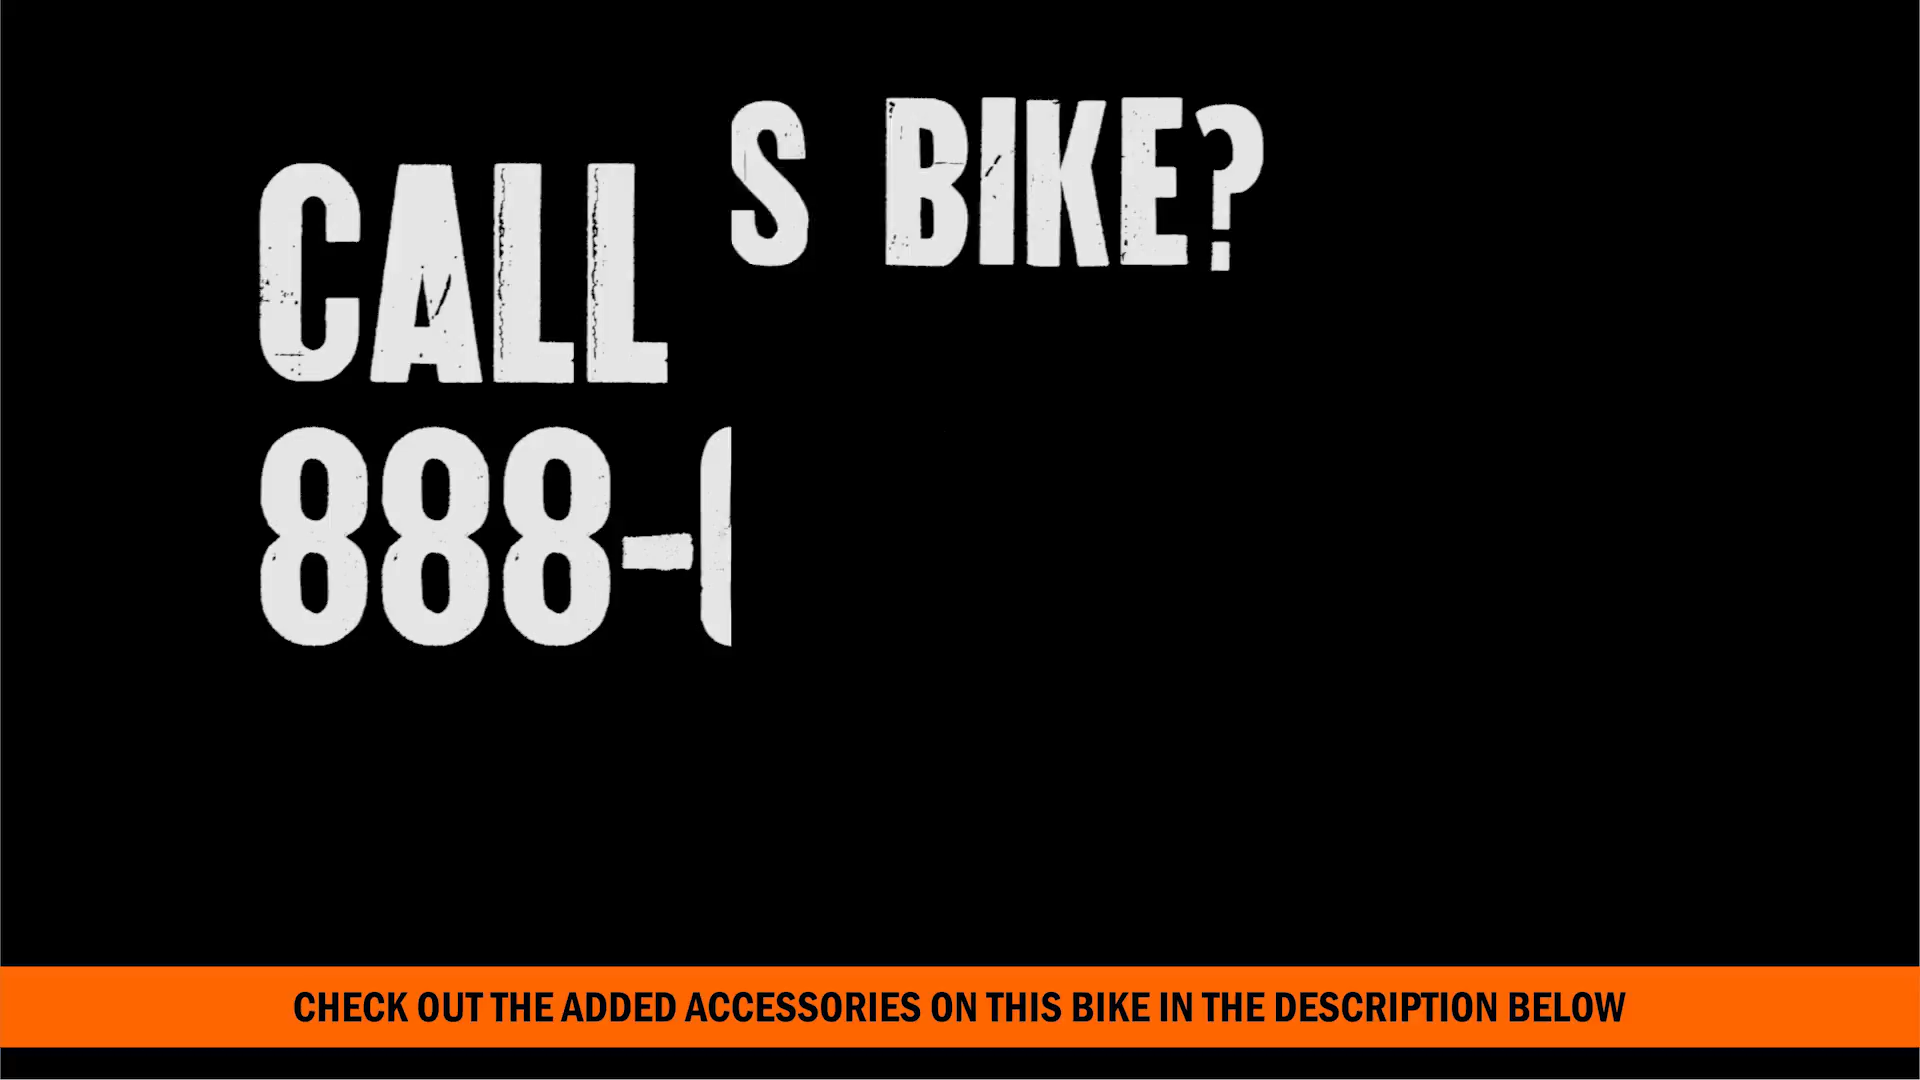 S BIKE?
CALL
888-
CHECK OUT THE ADDED ACCESSORIES ON THIS BIKE IN THE DESCRIPTION BELOW